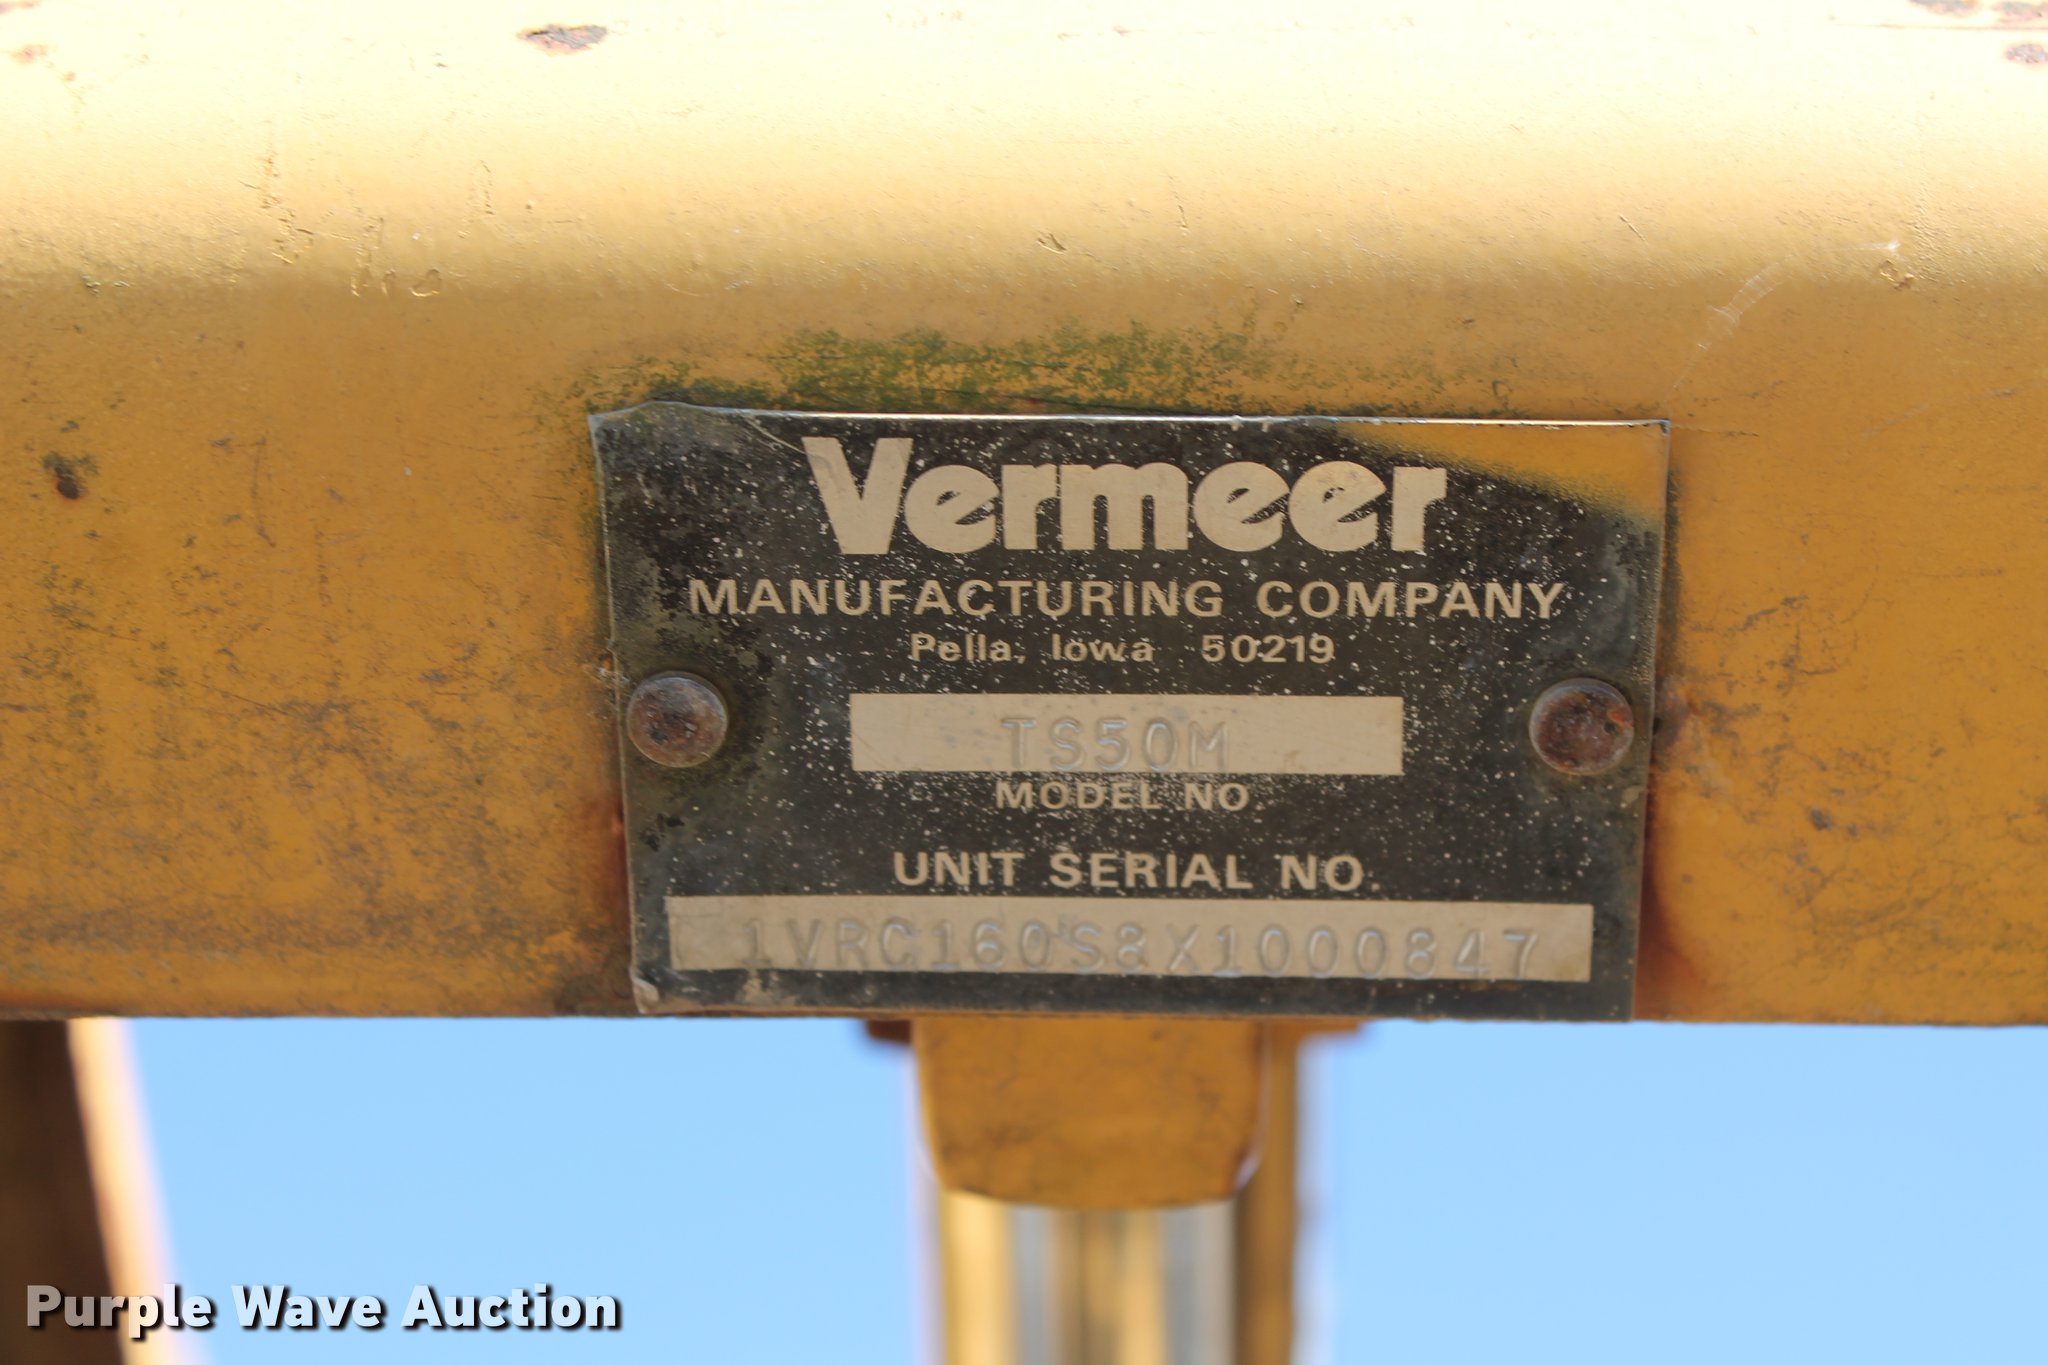 Vermeer
MANUFACTURING COMPANY
Pella, Iowa 50219
TS50M
MODEL NO
UNIT SERIAL NO.
1VRC160S8X1000847
Purple Wave Auction